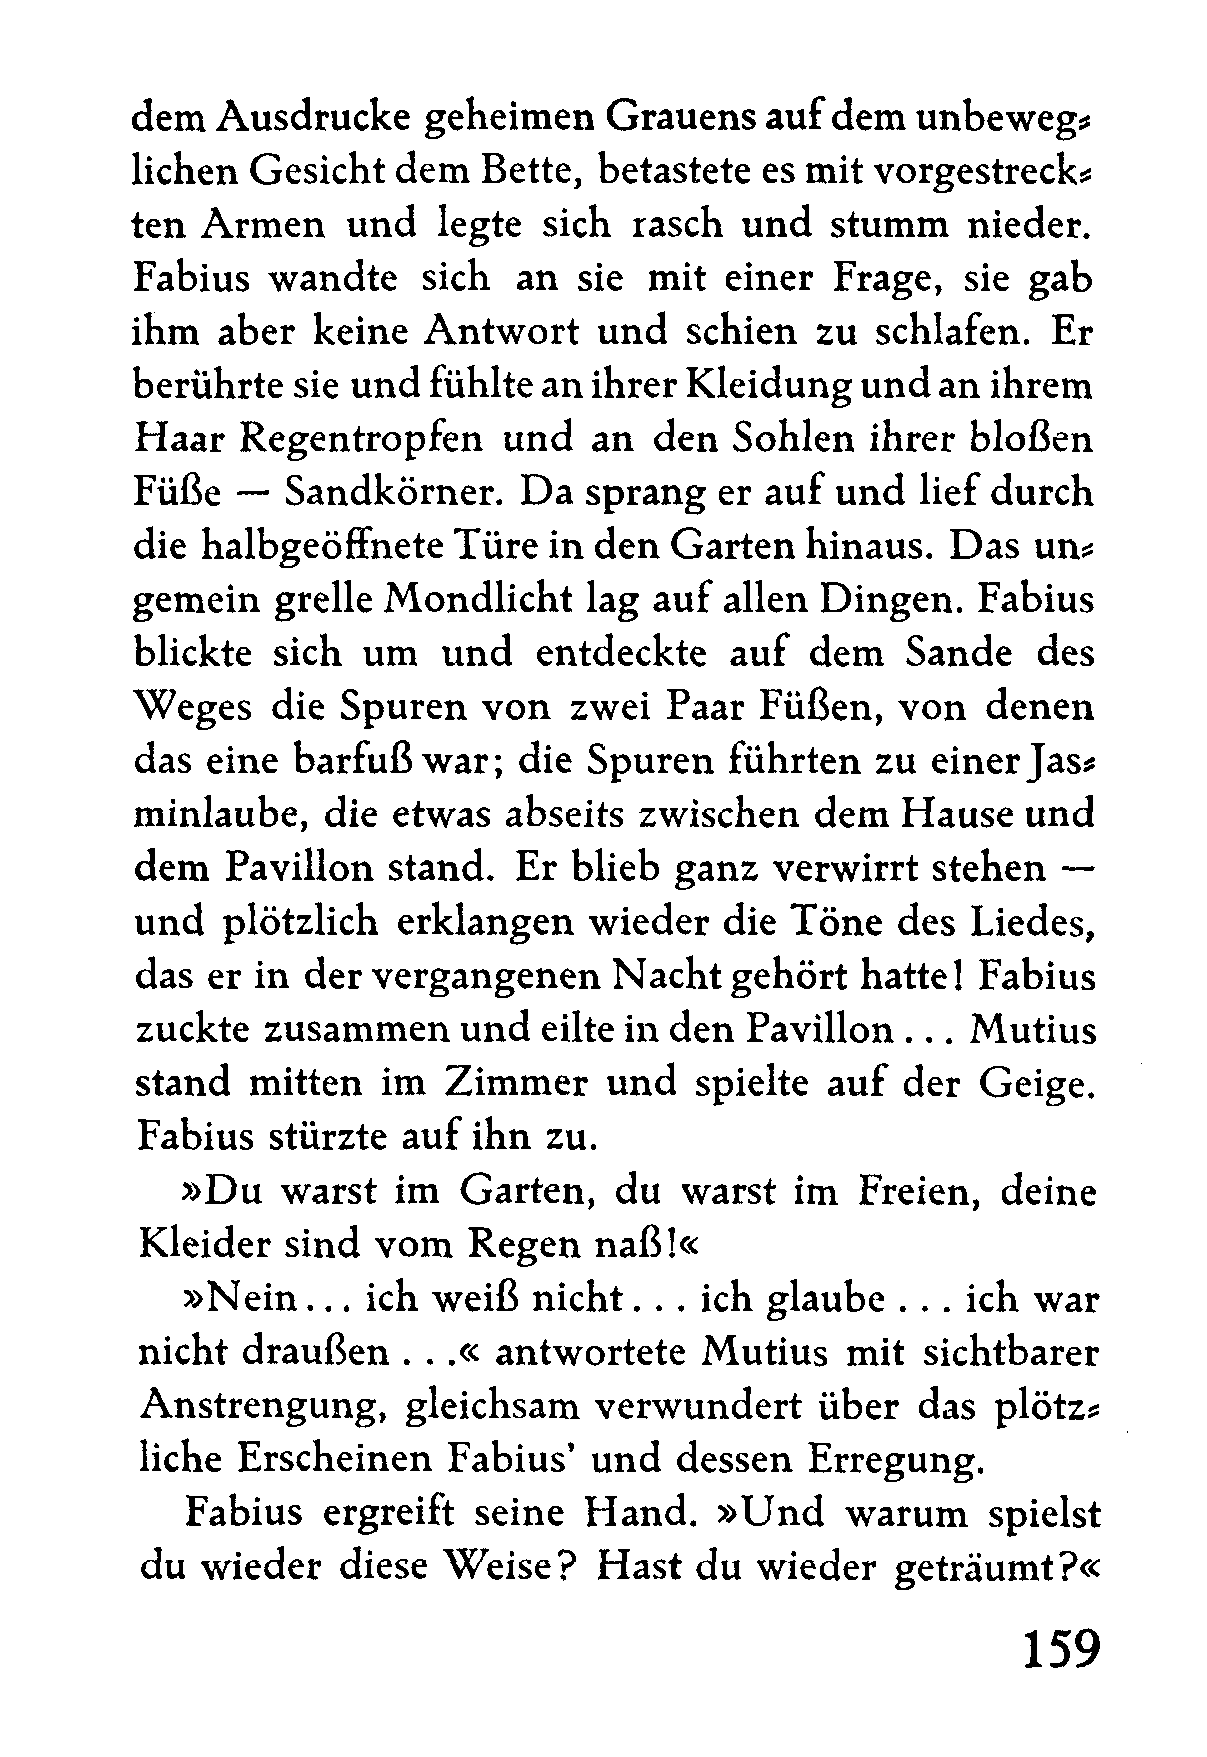 dem Ausdrucke geheimen Grauens auf dem unbeweg⸗
lichen Gesicht dem Bette, betastete es mit vorgestreck⸗
ten Armen und legte sich rasch und stumm nieder.
Fabius wandte sich an sie mit einer Frage, sie gab
ihm aber keine Antwort und schien zu schlafen. Er
berührte sie und fühlte an ihrer Kleidung und an ihrem
Haar Regentropfen und an den Sohlen ihrer bloßen
Füße — Sandkörner. Da sprang er auf und lief durch
die halbgeöffnete Türe in den Garten hinaus. Das un⸗
gemein grelle Mondlicht lag auf allen Dingen. Fabius
blickte sich um und entdeckte auf dem Sande des
Weges die Spuren von zwei Paar Füßen, von denen
das eine barfuß war; die Spuren führten zu einer Jas⸗
minlaube, die etwas abseits zwischen dem Hause und
dem Pavillon stand. Er blieb ganz verwirrt stehen —
und plötzlich erklangen wieder die Töne des Liedes,
das er in der vergangenen Nacht gehört hatte! Fabius
zuckte zusammen und eilte in den Pavillon . . . Mutius
stand mitten im Zimmer und spielte auf der Geige.
Fabius stürzte auf ihn zu.
»Du warst im Garten, du warst im Freien, deine
Kleider sind vom Regen naß!«
»Nein . . . ich weiß nicht . . . ich glaube . . . ich war
nicht draußen . . .« antwortete Mutius mit sichtbarer
Anstrengung, gleichsam verwundert über das plötz⸗
liche Erscheinen Fabius' und dessen Erregung.
Fabius ergreift seine Hand. »Und warum spielst
du wieder diese Weise? Hast du wieder geträumt?«
159